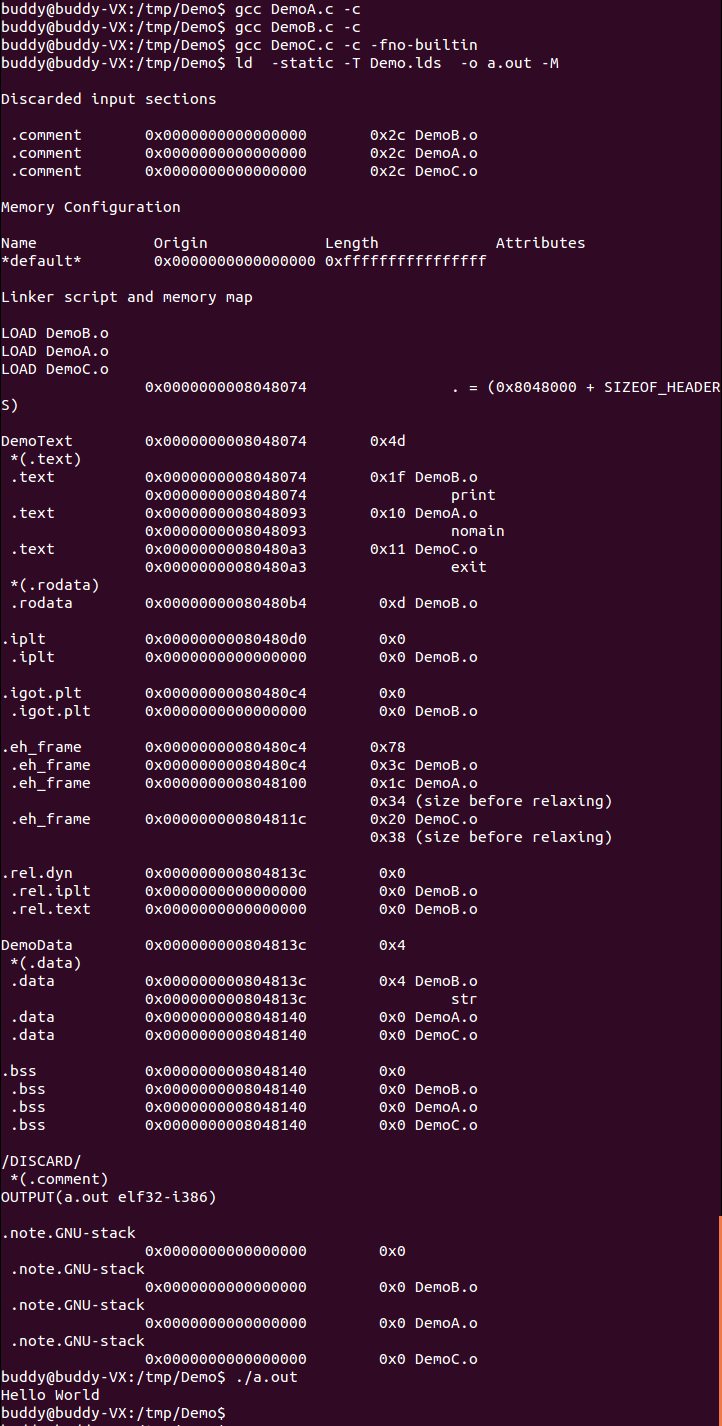 buddy@buddy-VX:/tmp/Demo$ gcc DemoA.c -c
buddy@buddy-VX:/tmp/Demo$ gcc DemoB.c -c
buddy@buddy-VX:/tmp/Demo$ gcc DemoC.c -c -fno-builtin
buddy@buddy-VX:/tmp/Demo$ ld  -static -T Demo.lds  -o a.out -M

Discarded input sections

 .comment       0x0000000000000000       0x2c DemoB.o
 .comment       0x0000000000000000       0x2c DemoA.o
 .comment       0x0000000000000000       0x2c DemoC.o

Memory Configuration

Name             Origin             Length             Attributes
*default*        0x0000000000000000 0xffffffffffffffff

Linker script and memory map

LOAD DemoB.o
LOAD DemoA.o
LOAD DemoC.o
                0x0000000008048074                . = (0x8048000 + SIZEOF_HEADER
S)

DemoText        0x0000000008048074       0x4d
 *(.text)
 .text          0x0000000008048074       0x1f DemoB.o
                0x0000000008048074                print
 .text          0x0000000008048093       0x10 DemoA.o
                0x0000000008048093                nomain
 .text          0x00000000080480a3       0x11 DemoC.o
                0x00000000080480a3                exit
 *(.rodata)
 .rodata        0x00000000080480b4        0xd DemoB.o

.iplt           0x00000000080480d0        0x0
 .iplt          0x0000000000000000        0x0 DemoB.o

.igot.plt       0x00000000080480c4        0x0
 .igot.plt      0x0000000000000000        0x0 DemoB.o

.eh_frame       0x00000000080480c4       0x78
 .eh_frame      0x00000000080480c4       0x3c DemoB.o
 .eh_frame      0x0000000008048100       0x1c DemoA.o
                                         0x34 (size before relaxing)
 .eh_frame      0x000000000804811c       0x20 DemoC.o
                                         0x38 (size before relaxing)

.rel.dyn        0x000000000804813c        0x0
 .rel.iplt      0x0000000000000000        0x0 DemoB.o
 .rel.text      0x0000000000000000        0x0 DemoB.o

DemoData        0x000000000804813c        0x4
 *(.data)
 .data          0x000000000804813c        0x4 DemoB.o
                0x000000000804813c                str
 .data          0x0000000008048140        0x0 DemoA.o
 .data          0x0000000008048140        0x0 DemoC.o

.bss            0x0000000008048140        0x0
 .bss           0x0000000008048140        0x0 DemoB.o
 .bss           0x0000000008048140        0x0 DemoA.o
 .bss           0x0000000008048140        0x0 DemoC.o

/DISCARD/
 *(.comment)
OUTPUT(a.out elf32-i386)

.note.GNU-stack
                0x0000000000000000        0x0
 .note.GNU-stack
                0x0000000000000000        0x0 DemoB.o
 .note.GNU-stack
                0x0000000000000000        0x0 DemoA.o
 .note.GNU-stack
                0x0000000000000000        0x0 DemoC.o
buddy@buddy-VX:/tmp/Demo$ ./a.out
Hello World
buddy@buddy-VX:/tmp/Demo$